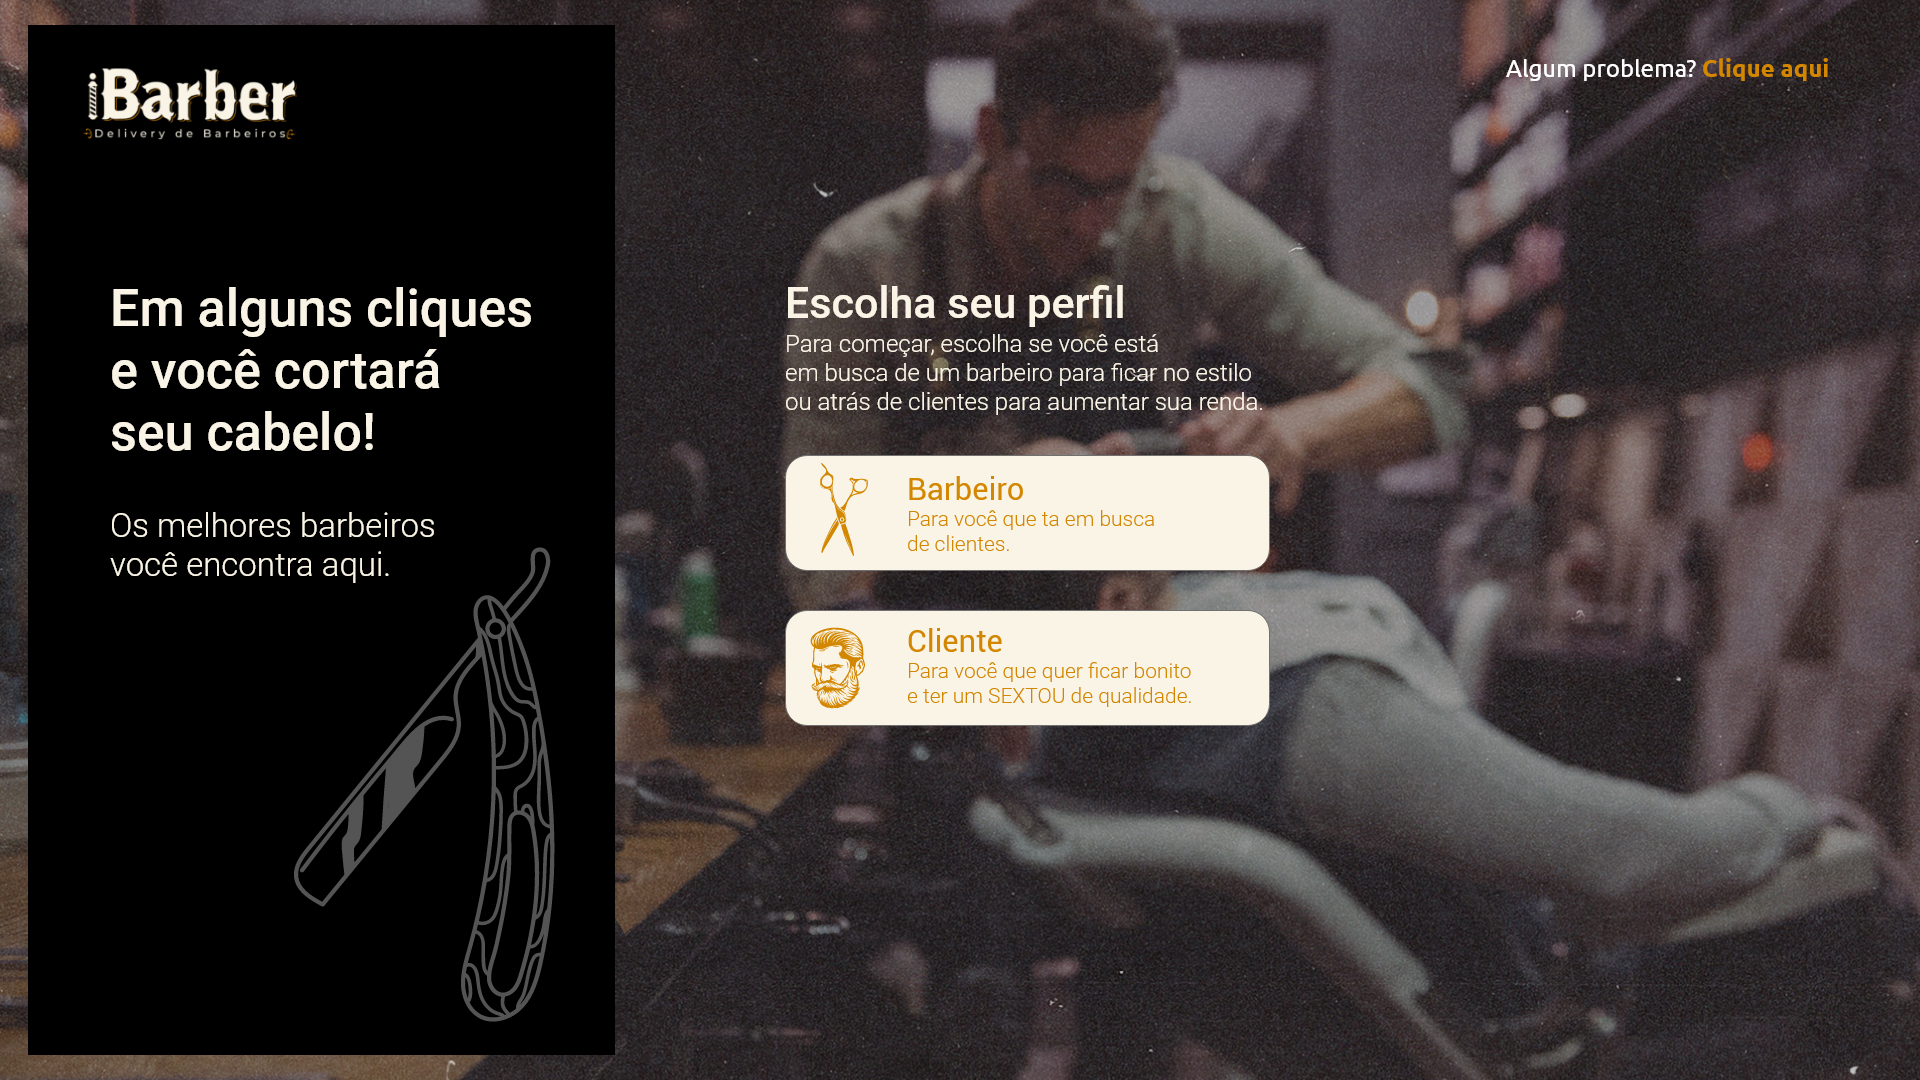 iBarber
Delivery de Barbeiros
Em alguns cliques
e você cortará
seu cabelo!
Os melhores barbeiros
você encontra aqui.
Algum problema? Clique aqui
Escolha seu perfil
Para começar, escolha se você está
em busca de um barbeiro para ficar no estilo
ou atrás de clientes para aumentar sua renda.
Barbeiro
Para você que ta em busca
de clientes.
Cliente
Para você que quer ficar bonito
e ter um SEXTOU de qualidade.